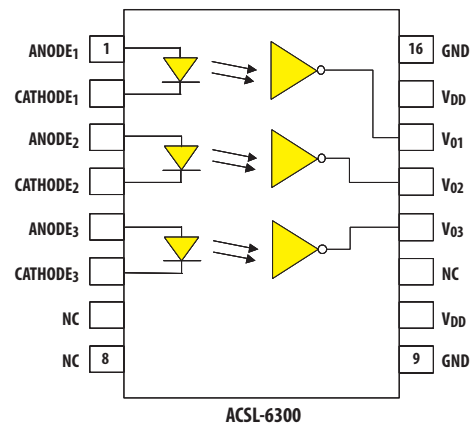 ANODE1 1 16 GND
CATHODE1 VDD
ANODE2 V01
CATHODE2 V02
ANODE3 V03
CATHODE3 NC
NC VDD
NC 8 9 GND
ACSL-6300